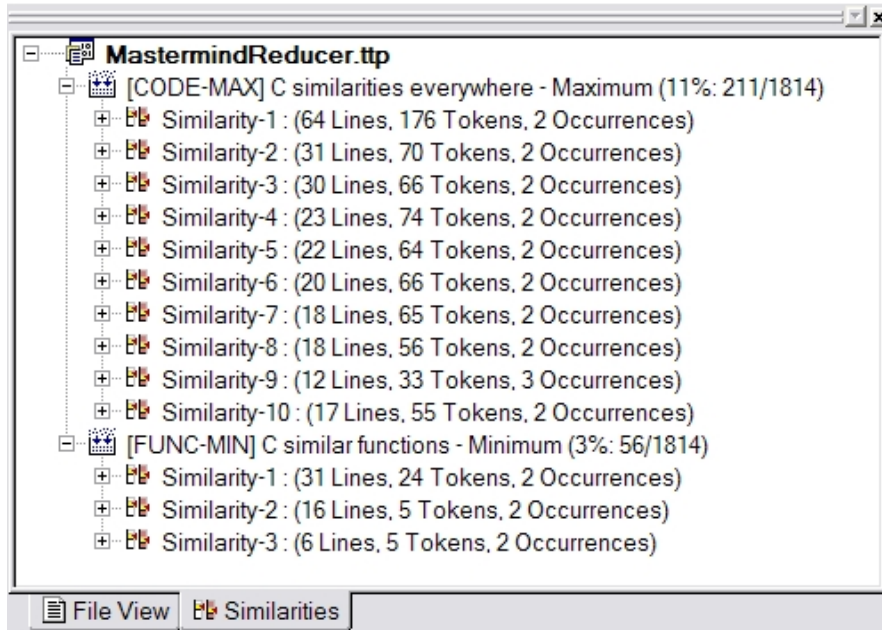 MastermindReducer.ttp
[CODE-MAX] C similarities everywhere - Maximum (11%: 211/1814)
Similarity-1 : (64 Lines, 176 Tokens, 2 Occurrences)
Similarity-2 : (31 Lines, 70 Tokens, 2 Occurrences)
Similarity-3 : (30 Lines, 66 Tokens, 2 Occurrences)
Similarity-4 : (23 Lines, 74 Tokens, 2 Occurrences)
Similarity-5 : (22 Lines, 64 Tokens, 2 Occurrences)
Similarity-6 : (20 Lines, 66 Tokens, 2 Occurrences)
Similarity-7 : (18 Lines, 65 Tokens, 2 Occurrences)
Similarity-8 : (18 Lines, 56 Tokens, 2 Occurrences)
Similarity-9 : (12 Lines, 33 Tokens, 3 Occurrences)
Similarity-10 : (17 Lines, 55 Tokens, 2 Occurrences)
[FUNC-MIN] C similar functions - Minimum (3%: 56/1814)
Similarity-1 : (31 Lines, 24 Tokens, 2 Occurrences)
Similarity-2 : (16 Lines, 5 Tokens, 2 Occurrences)
Similarity-3 : (6 Lines, 5 Tokens, 2 Occurrences)
File View Similarities